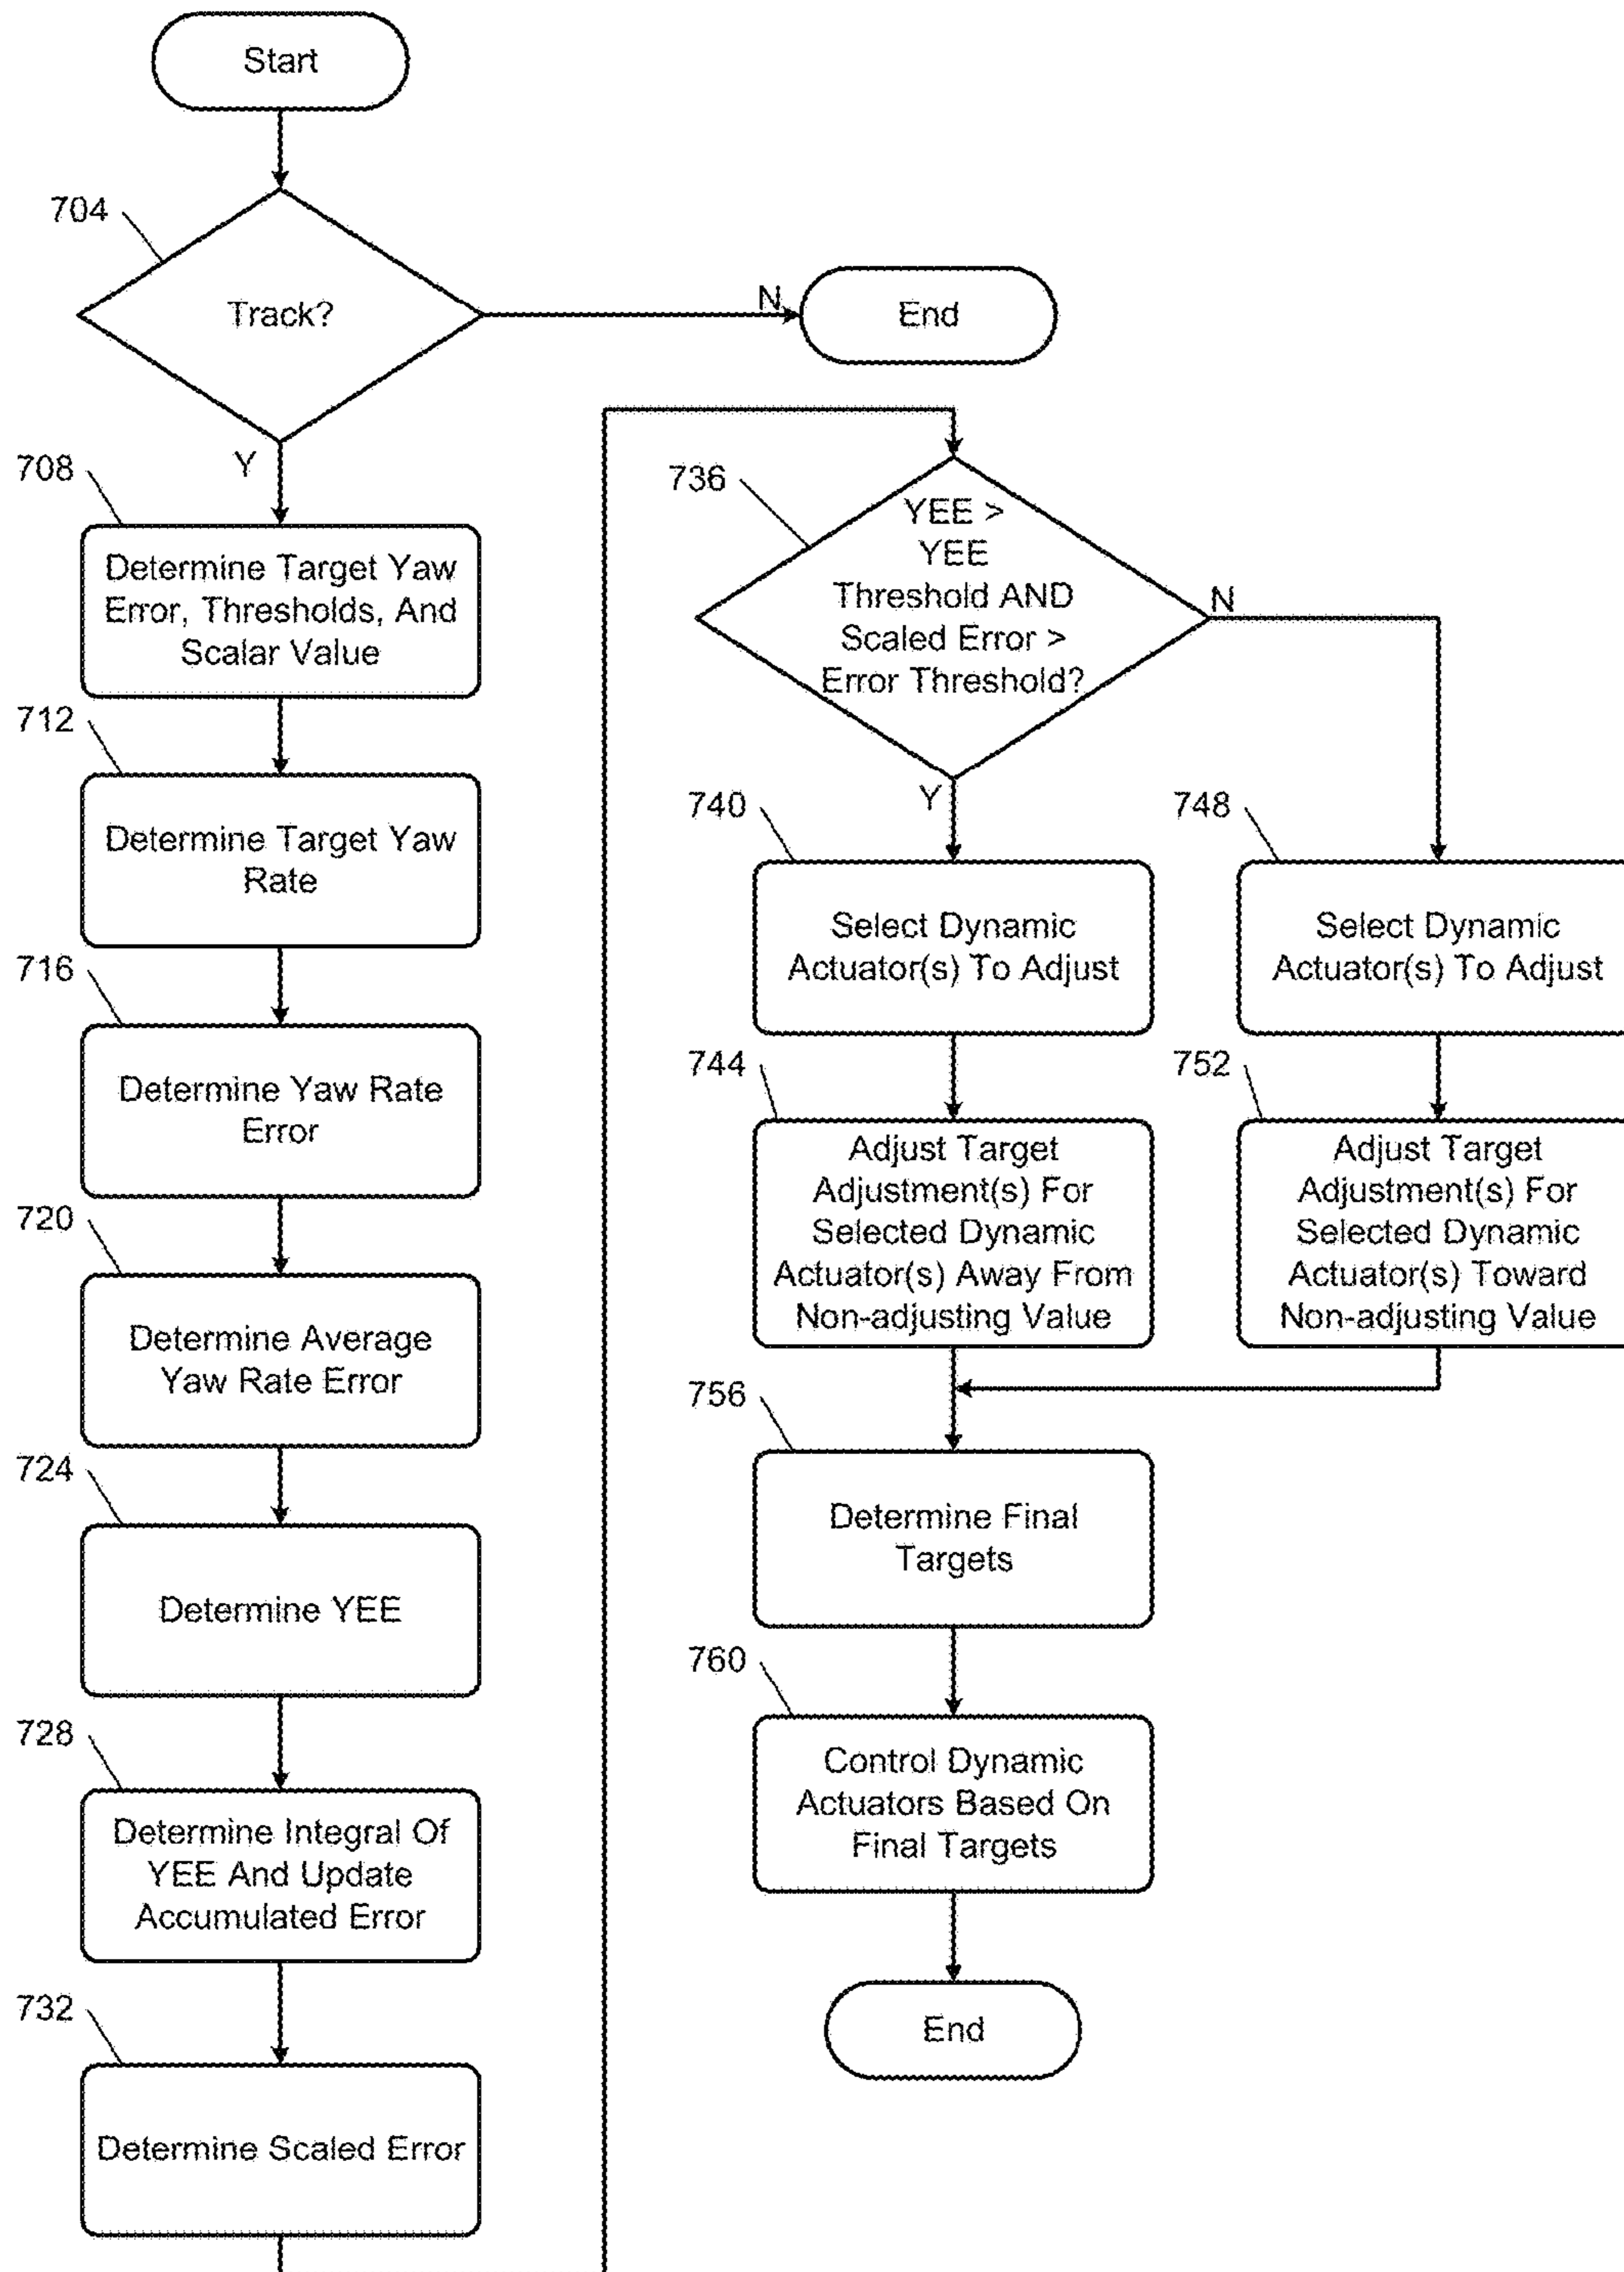 Start
704
Track?
N
End
Y
708
Determine Target Yaw
Error, Thresholds, And
Scalar Value
712
Determine Target Yaw
Rate
716
Determine Yaw Rate
Error
720
Determine Average
Yaw Rate Error
724
Determine YEE
728
Determine Integral Of
YEE And Update
Accumulated Error
732
Determine Scaled Error
736
YEE >
YEE
Threshold AND
Scaled Error >
Error Threshold?
N
Y
740
Select Dynamic
Actuator(s) To Adjust
748
Select Dynamic
Actuator(s) To Adjust
744
Adjust Target
Adjustment(s) For
Selected Dynamic
Actuator(s) Away From
Non-adjusting Value
752
Adjust Target
Adjustment(s) For
Selected Dynamic
Actuator(s) Toward
Non-adjusting Value
756
Determine Final
Targets
760
Control Dynamic
Actuators Based On
Final Targets
End